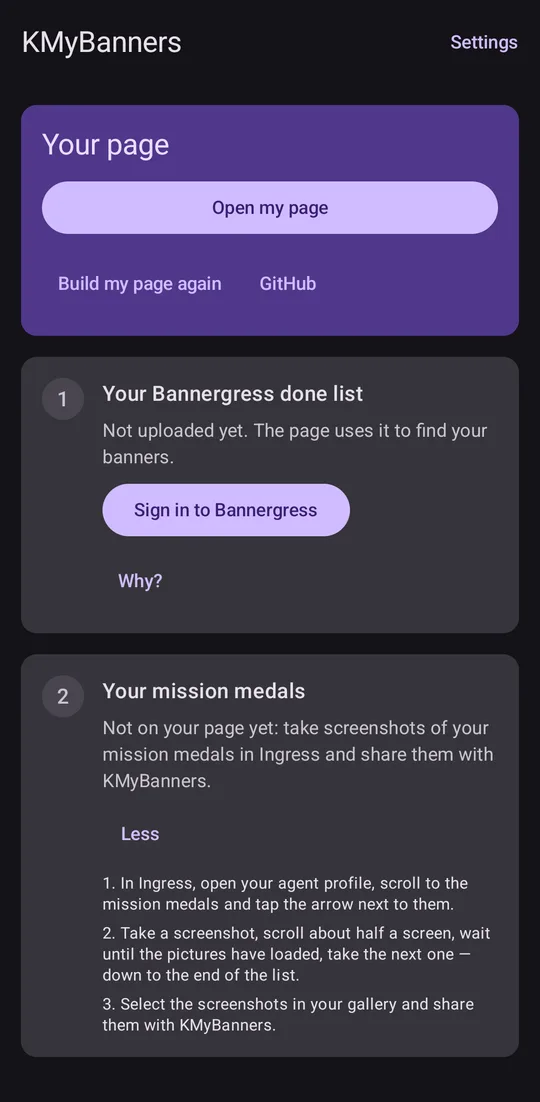 KMyBanners
Settings
Your page
Open my page
Build my page again
GitHub
1
Your Bannergress done list
Not uploaded yet. The page uses it to find your
banners.
Sign in to Bannergress
Why?
2
Your mission medals
Not on your page yet: take screenshots of your
mission medals in Ingress and share them with
KMyBanners.
Less
1. In Ingress, open your agent profile, scroll to the
mission medals and tap the arrow next to them.
2. Take a screenshot, scroll about half a screen, wait
until the pictures have loaded, take the next one —
down to the end of the list.
3. Select the screenshots in your gallery and share
them with KMyBanners.